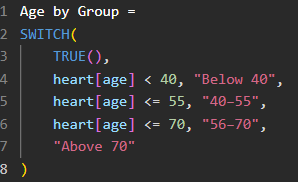 1 Age by Group =
2 SWITCH(
3     TRUE(),
4     heart[age] < 40, "Below 40",
5     heart[age] <= 55, "40–55",
6     heart[age] <= 70, "56–70",
7     "Above 70"
8 )